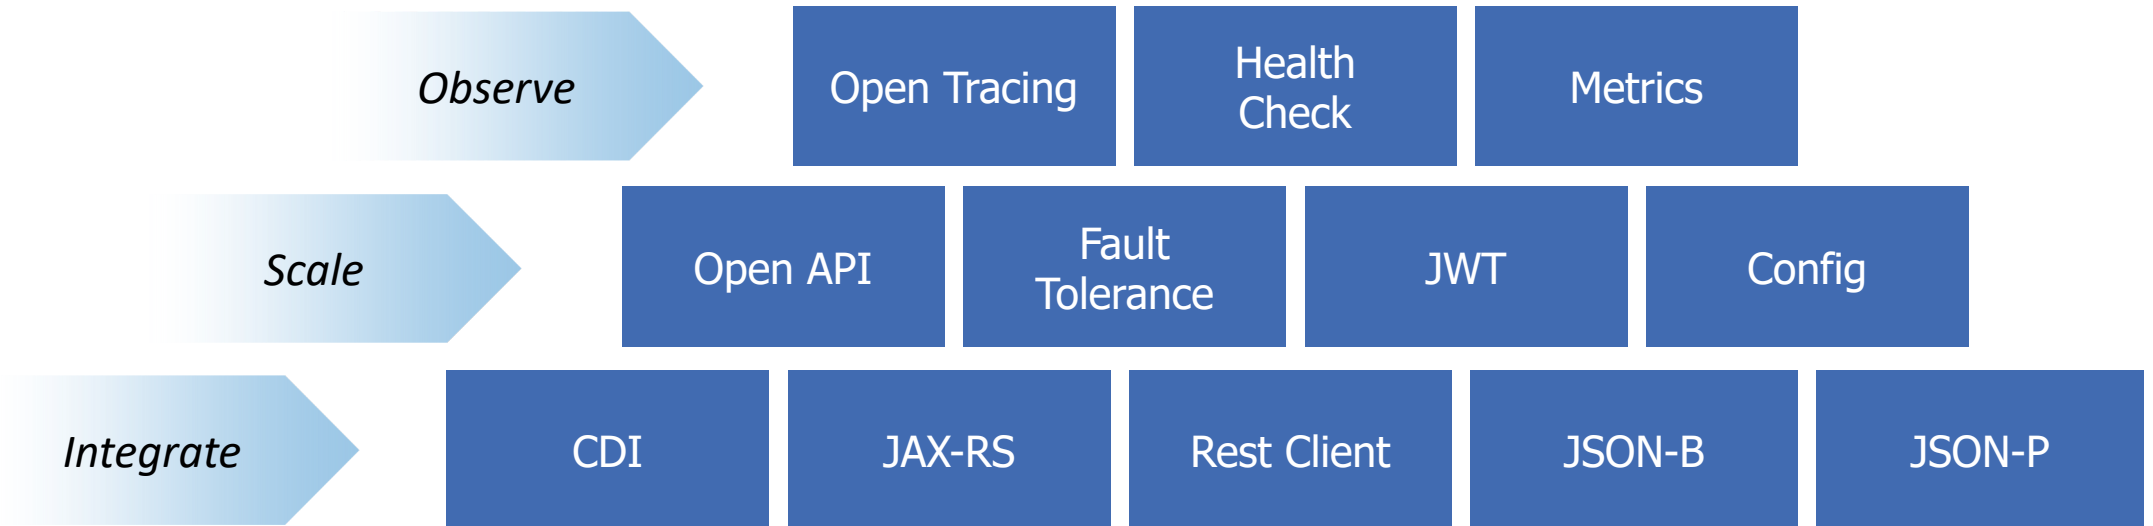 Observe
Open Tracing
Health
Check
Metrics
Scale
Open API
Fault
Tolerance
JWT
Config
Integrate
CDI
JAX-RS
Rest Client
JSON-B
JSON-P